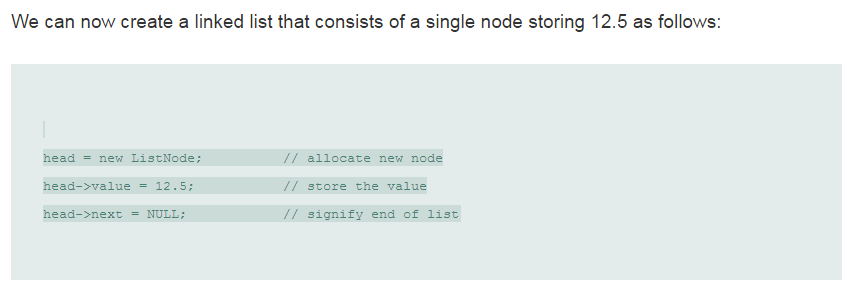 We can now create a linked list that consists of a single node storing 12.5 as follows:
head = new ListNode;          // allocate new node
head->value = 12.5;           // store the value
head->next = NULL;            // signify end of list